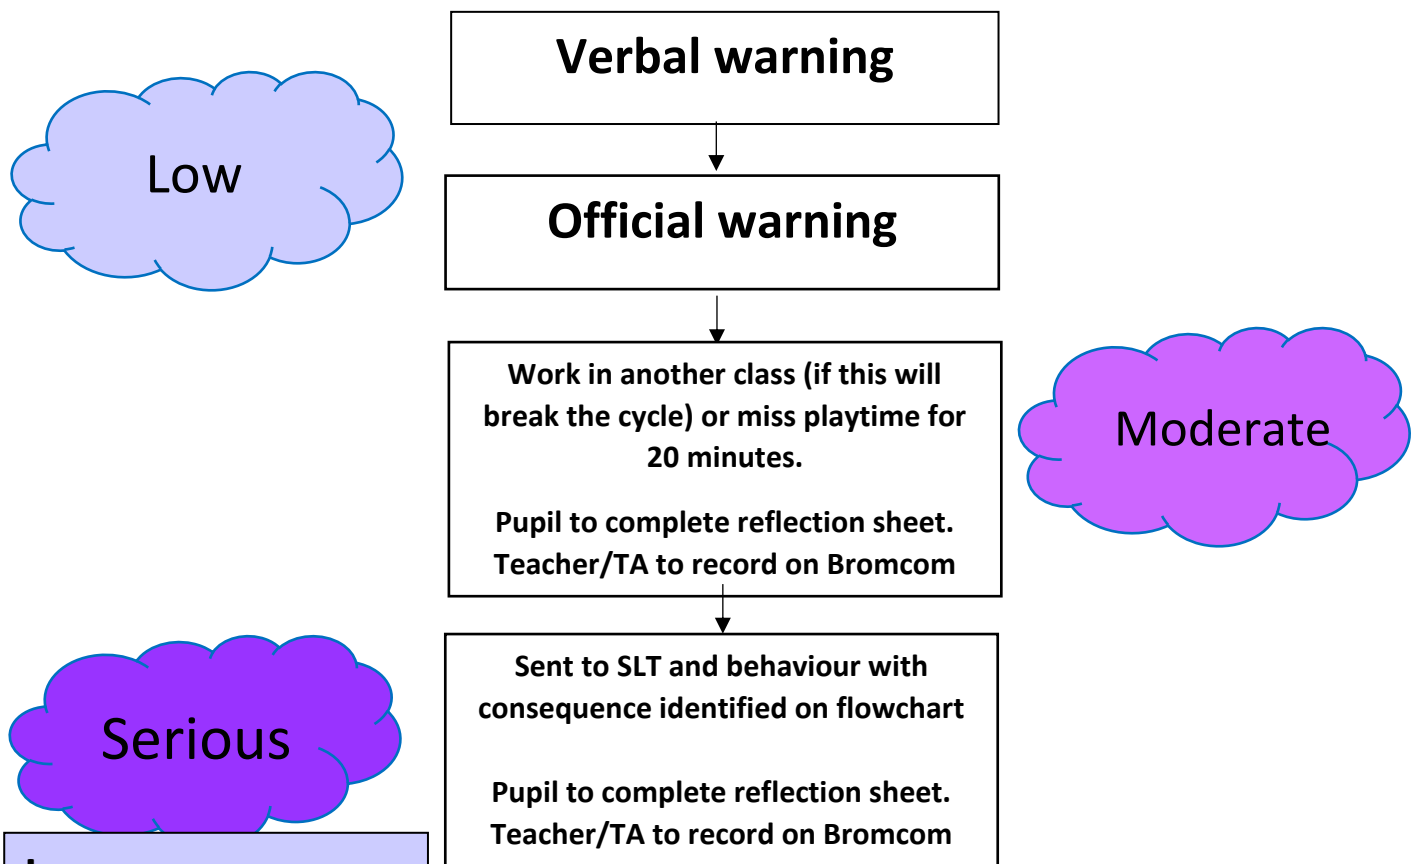 Verbal warning
Low
Official warning
Work in another class (if this will
break the cycle) or miss playtime for
20 minutes.
Moderate
Pupil to complete reflection sheet.
Teacher/TA to record on Bromcom
Sent to SLT and behaviour with
consequence identified on flowchart
Serious
Pupil to complete reflection sheet.
Teacher/TA to record on Bromcom